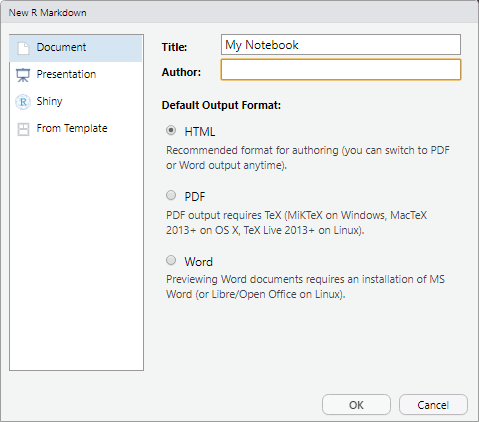 New R Markdown
Document
Presentation
Shiny
From Template
Title:
My Notebook
Author:
Default Output Format:
HTML
Recommended format for authoring (you can switch to PDF
or Word output anytime).
PDF
PDF output requires TeX (MiKTeX on Windows, MacTeX
2013+ on OS X, TeX Live 2013+ on Linux).
Word
Previewing Word documents requires an installation of MS
Word (or Libre/Open Office on Linux).
OK
Cancel